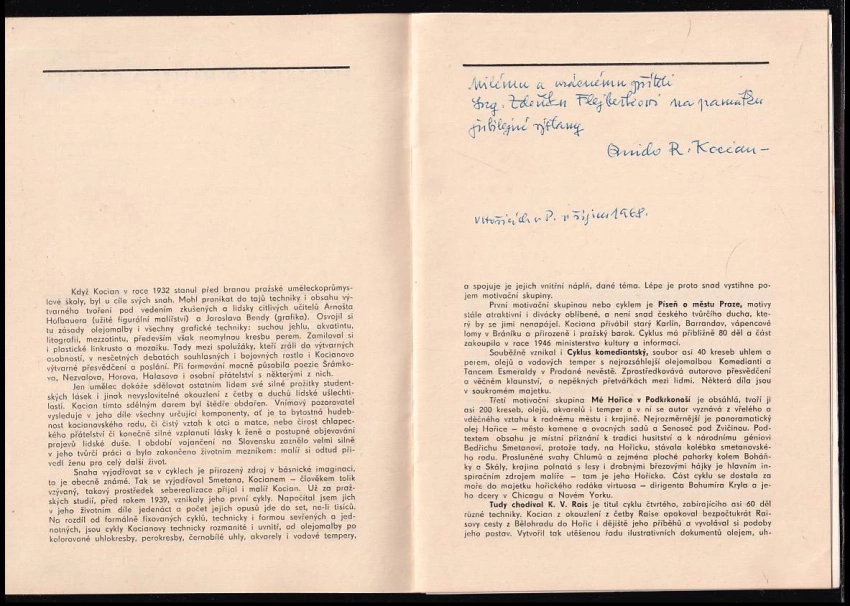 Když Kocian v roce 1932 stanul před branou pražské uměleckoprůmys-
lové školy, byl u cíle svých snah. Mohl pronikat do tajů techniky i obsahu vý-
tvarného tvoření pod vedením zkušených a lidsky citlivých učitelů Arnošta
Hofbauera (užité figurální malířství) a Jaroslava Bendy (grafika). Osvojil si
tu zásady olejomalby i všechny grafické techniky: suchou jehlu, akvatintu,
litografii, mezzotintu, především však neomylnou kresbu perem. Zamiloval si
i plastické linkrusto a mozaiku. Tady mezi spolužáky, kteří zráli do výtvarných
osobností, v nesčetných debatách souhlasných i bojovných rostlo i Kocianovo
výtvarné přesvědčení a poslání. Při formování mocně působila poezie Šrámko-
va, Nezvalova, Horova, Halasova i osobní přátelství s některými z nich.
Jen umělec dokáže sdělovat ostatním lidem své silné prožitky student-
ských lásek i jinak nevyslovitelné okouzlení z četby a duchů lidské ušlechti-
losti. Kocian tímto sdělným darem byl štědře obdařen. Vnímavý pozorovatel
vysleduje v jeho díle všechny určující komponenty, ať je to bytostná hudeb-
nost kocianovského rodu, či čistý vztah k otci a matce, nebo čirost chlapec-
kého přátelství či konečně silné vzplanutí lásky k ženě a postupné objevování
projevů lidské duše. I období vojančení na Slovensku zaznělo velmi silně
v jeho tvůrčí práci a bylo zakončeno životním mezníkem: malíř si odtud při-
vedl ženu pro celý další život.
Snaha vyjadřovat se v cyklech je přirozený zdroj v básnické imaginaci,
to je obecně známé. Tak se vyjadřoval Smetana, Kocianem – člověkem tolik
vzývaný, takový prostředek seberealizace přijal i malíř Kocian. Už za praž-
ských studií, před rokem 1939, vznikaly jeho první cykly. Napočítal jsem jich
v jeho životním díle jedenáct a počet jejich opusů jde do set, ne-li tisíců.
Na rozdíl od formálně fixovaných cyklů, technicky i formou sevřených a jed-
notných, jsou cykly Kocianovy technicky rozmanité i uvnitř, od olejomalby po
kolorované uhlokresby, perokresby, černobílé uhly, akvarely i vodové tempery,
Milému a vzácnému příteli
Ing. Zdeňku Flejberkovi na památku
jubilejní výstavy
Quido R. Kocian –
V Hořicích v P. v říjnu 1968.
a spojuje je jejich vnitřní náplň, dané téma. Lépe je proto snad vystihne po-
jem motivační skupiny.
První motivační skupinou nebo cyklem je Píseň o městu Praze, motivy
stále atraktivní i divácky oblíbené, a není snad českého tvůrčího ducha, kte-
rý by se jimi nenapájel. Kociana přivábil starý Karlín, Barrandov, vápencové
lomy v Bráníku a přirozeně i pražský barok. Cyklus má přibližně 80 děl a část
zakoupilo v roce 1946 ministerstvo kultury a informací.
Souběžně vznikal i Cyklus komediantský, soubor asi 40 kreseb uhlem a
perem, olejů a vodových temper s nejrozsáhlejší olejomalbou Komedianti a
Tancem Esmeraldy v Prodané nevěstě. Zprostředkovává autorovo přesvědčení
o věčném klaunství, o nepěkných přetvářkách mezi lidmi. Některá díla jsou
v soukromém majetku.
Třetí motivační skupina Mé Hořice v Podkrkonoší je obsáhlá, tvoří ji
asi 200 kreseb, olejů, akvarelů i temper a v ní se autor vyznává z vřelého a
vděčného vztahu k rodnému městu i krajině. Nejrozměrnější je panoramatický
olej Hořice – město kamene a ovocných sadů a Senoseč pod Zvičinou. Pod-
textem obsahu je místní přiznání k tradici husitství a k národnímu géniovi
Bedřichu Smetanovi, protože tady, na Hořicku, stávala kolébka smetanovské-
ho rodu. Prosluněné svahy Chlumů a zejména ploché pahorky kolem Boháň-
ky a Skály, krajina polnatá s lesy i drobnými březovými hájky je hlavním in-
spiračním zdrojem malíře – tam je jeho Hořicko. Část cyklu se dostala za
moře do majetku hořického rodáka virtuosa – dirigenta Bohumíra Kryla a je-
ho dcery v Chicagu a Novém Yorku.
Tudy chodíval K. V. Rais je titul cyklu čtvrtého, zabírajícího asi 60 děl
různé techniky. Kocian z okouzlení z četby Raise opakoval bezpočtukrát Rai-
sovy cesty z Bělohradu do Hořic i dějiště jeho příběhů a vyvolával si podoby
jeho postav. Vytvořil tak utěšenou řadu ilustrativních dokumentů olejem, uh-